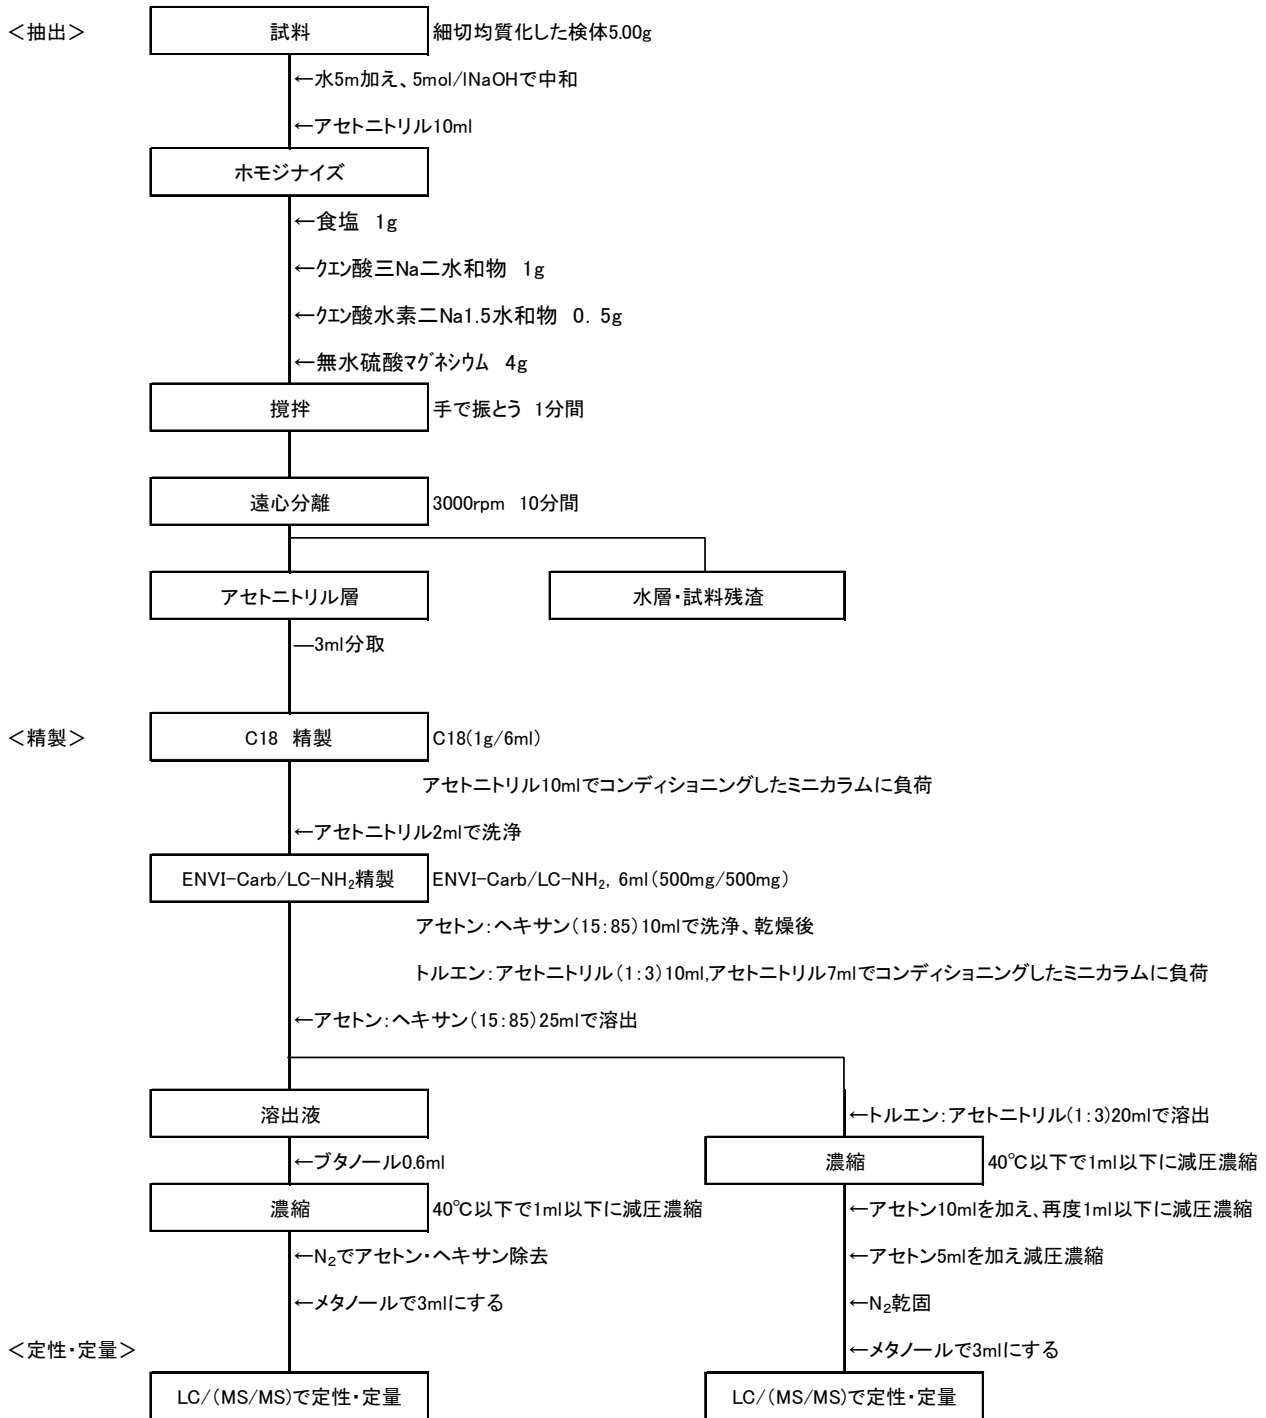 ＜抽出＞ 試料 細切均質化した検体5.00g
←水5m加え、5mol/lNaOHで中和
←アセトニトリル10ml
ホモジナイズ
←食塩　1g
←ｸｴﾝ酸三Na二水和物　1g
←ｸｴﾝ酸水素二Na1.5水和物　0．5g
←無水硫酸ﾏｸﾞﾈｼｳﾑ　4g
撹拌 手で振とう　1分間
遠心分離 3000rpm　10分間
アセトニトリル層 水層・試料残渣
―3ml分取
＜精製＞ C18　精製 C18(1g/6ml)
アセトニトリル10mlでコンディショニングしたミニカラムに負荷
←アセトニトリル2mlで洗浄
ENVI-Carb/LC-NH₂精製 ENVI-Carb/LC-NH₂, 6ml（500mg/500mg）
アセトン：ヘキサン（15：85）10mlで洗浄、乾燥後
トルエン：アセトニトリル（1：3）10ml,アセトニトリル7mlでコンディショニングしたミニカラムに負荷
←アセトン：ヘキサン（15：85）25mlで溶出
溶出液 ←トルエン：アセトニトリル(1：3)20mlで溶出
←ブタノール0.6ml 濃縮 40℃以下で1ml以下に減圧濃縮
濃縮 40℃以下で1ml以下に減圧濃縮 ←アセトン10mlを加え、再度1ml以下に減圧濃縮
←N₂でアセトン・ヘキサン除去 ←アセトン5mlを加え減圧濃縮
←メタノールで3mlにする ←N₂乾固
＜定性・定量＞ ←メタノールで3mlにする
LC/(MS/MS)で定性・定量 LC/(MS/MS)で定性・定量